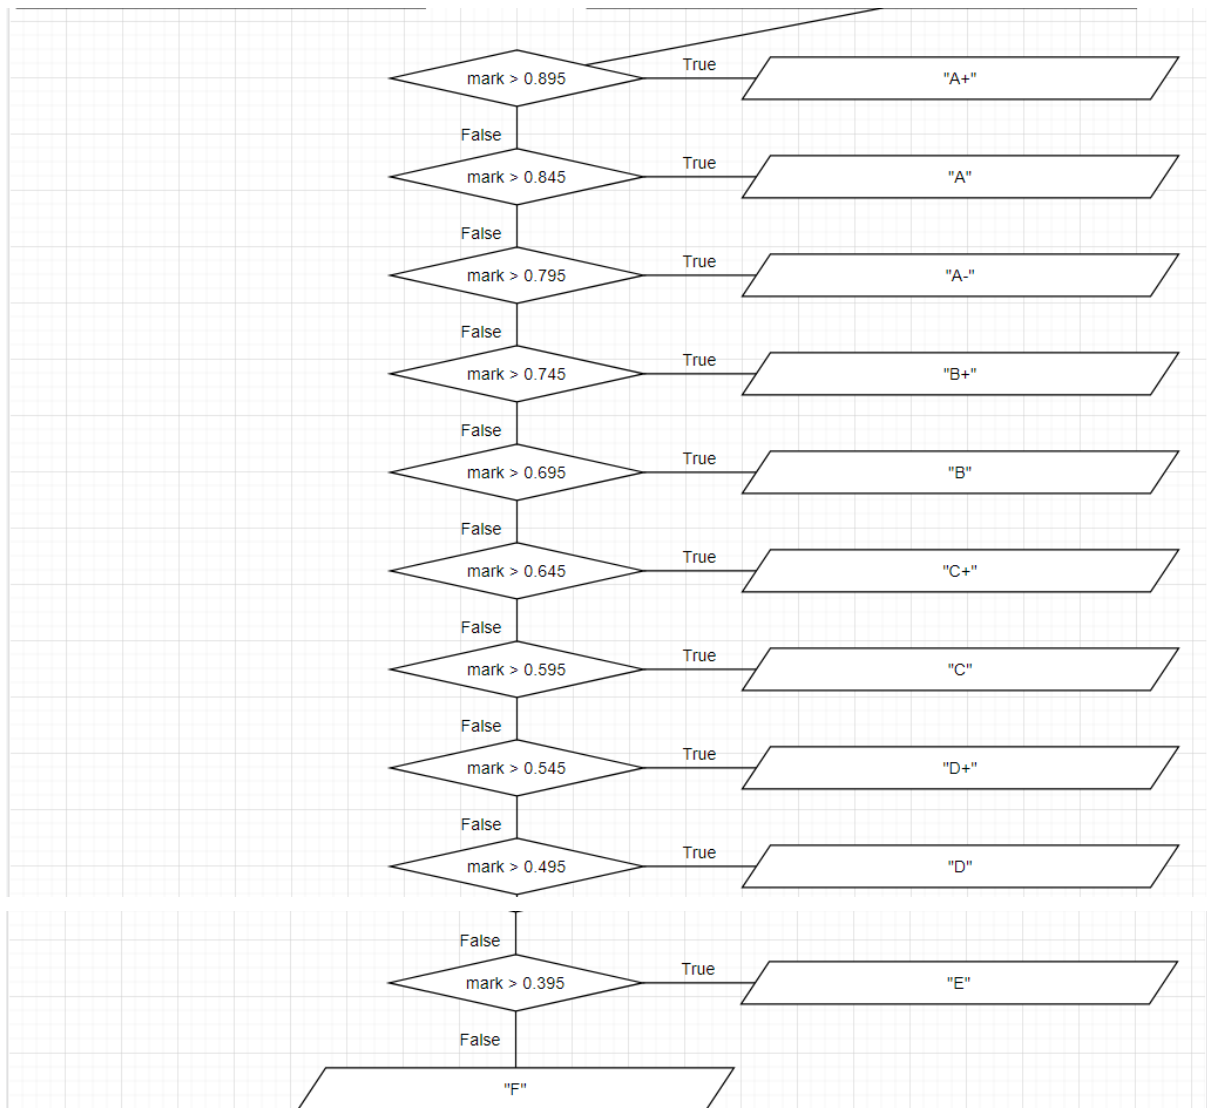 True
mark > 0.895
"A+"
False
True
mark > 0.845
"A"
False
True
mark > 0.795
"A-"
False
True
mark > 0.745
"B+"
False
True
mark > 0.695
"B"
False
True
mark > 0.645
"C+"
False
True
mark > 0.595
"C"
False
True
mark > 0.545
"D+"
False
True
mark > 0.495
"D"
False
True
mark > 0.395
"E"
False
"F"